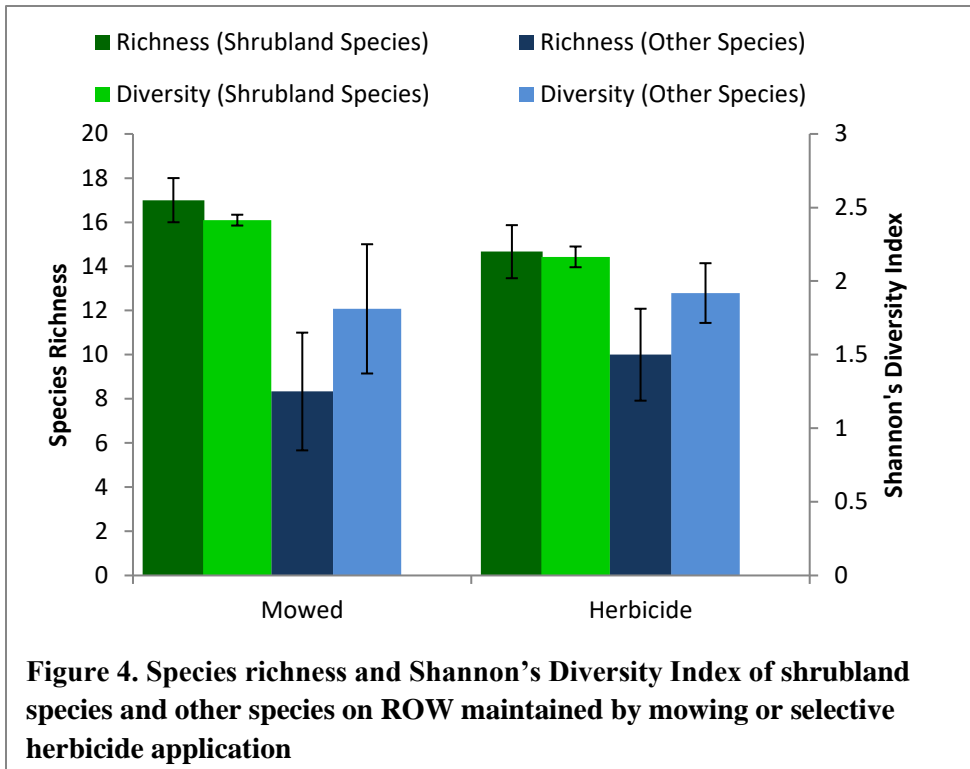 Richness (Shrubland Species)
Richness (Other Species)
Diversity (Shrubland Species)
Diversity (Other Species)
20
18
16
14
12
10
8
6
4
2
0
Species Richness
3
2.5
2
1.5
1
0.5
0
Shannon's Diversity Index
Mowed
Herbicide
Figure 4. Species richness and Shannon’s Diversity Index of shrubland
species and other species on ROW maintained by mowing or selective
herbicide application